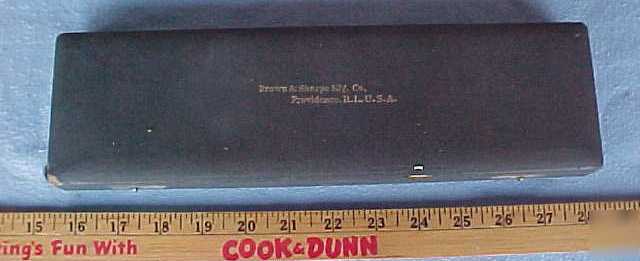 Brown & Sharpe Mfg. Co.
Providence, R.I., U.S.A.
15 16 17 18 19 20 21 22 23 24 25 26 27 28
ing's Fun With COOK & DUNN